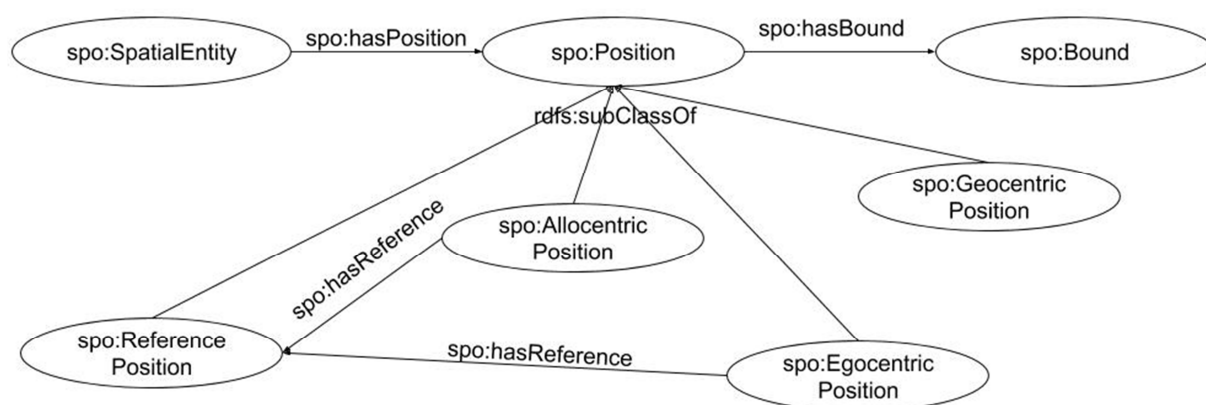 spo:SpatialEntity
spo:hasPosition
spo:Position
spo:hasBound
spo:Bound
rdfs:subClassOf
spo:Geocentric
Position
spo:Allocentric
Position
spo:hasReference
spo:Reference
Position
spo:hasReference
spo:Egocentric
Position